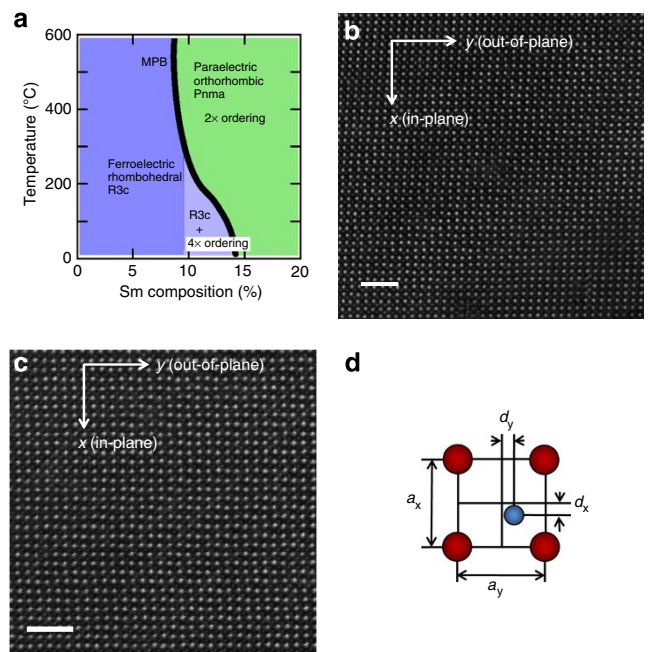 a
600
400
200
0
Temperature (°C)
MPB
Paraelectric
orthorhombic
Pnma
2× ordering
Ferroelectric
rhombohedral
R3c
R3c
+
4× ordering
0
5
10
15
20
Sm composition (%)
b
y (out-of-plane)
x (in-plane)
c
y (out-of-plane)
x (in-plane)
d
dy
ax
dx
ay